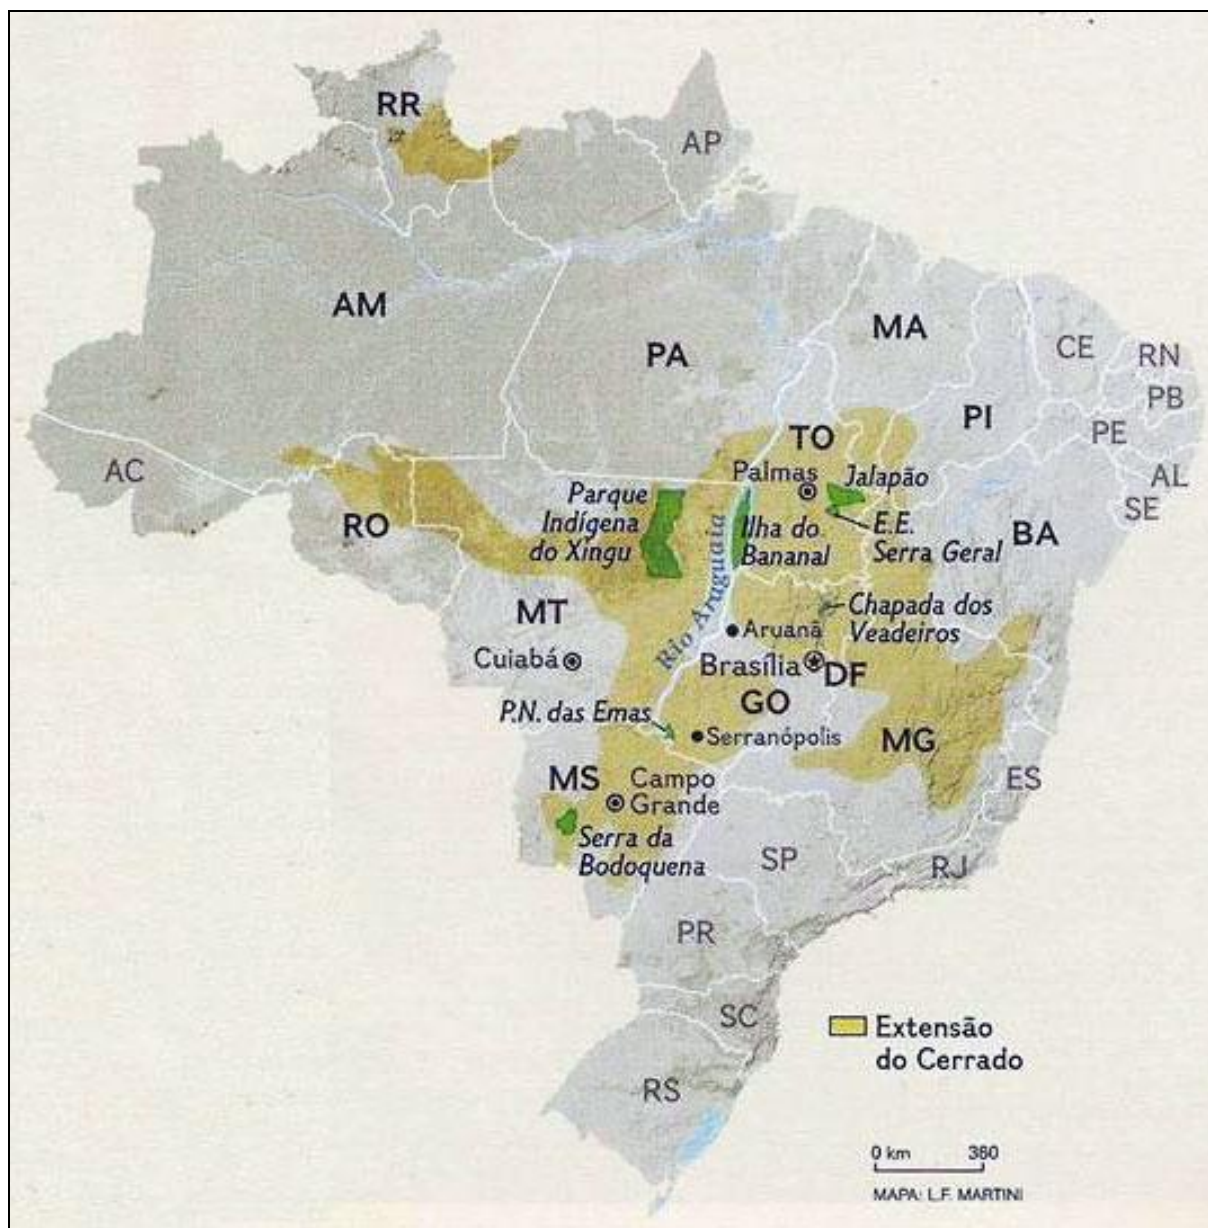 RR
AP
AM
PA
MA
CE
RN
PB
PI
PE
AL
SE
AC
TO
Palmas
Jalapão
Parque
Indígena
do Xingu
Rio Araguaia
Ilha do
Bananal
E.E.
Serra Geral
BA
RO
MT
Chapada dos
Veadeiros
Aruanã
Cuiabá
Brasília
DF
GO
P.N. das Emas
Serranópolis
MG
MS
Campo
Grande
ES
Serra da
Bodoquena
SP
RJ
PR
SC
RS
Extensão
do Cerrado
0 km 380
MAPA: L.F. MARTINI